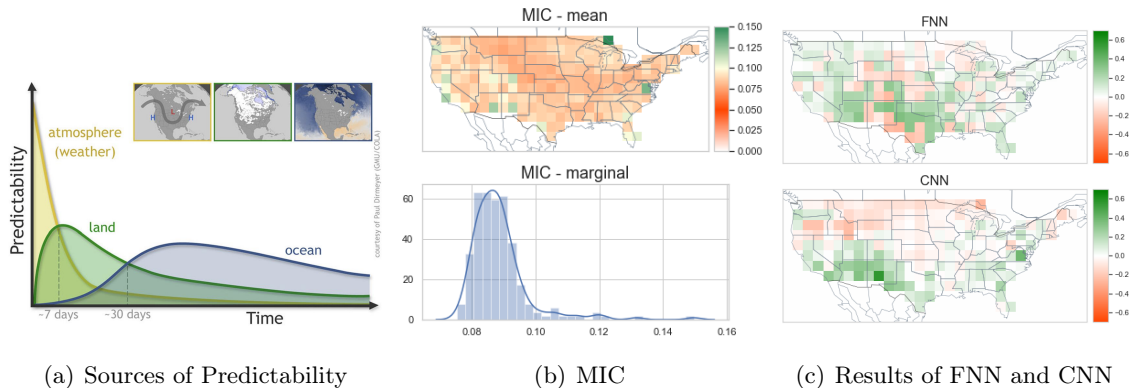 Predictability
atmosphere
(weather)
land
ocean
H
H
~7 days
~30 days
Time
courtesy of Paul Dirmeyer (GMU/COLA)
(a) Sources of Predictability
MIC - mean
0.150
0.125
0.100
0.075
0.050
0.025
0.000
MIC - marginal
60
40
20
0
0.08
0.10
0.12
0.14
0.16
(b) MIC
FNN
0.6
0.4
0.2
0.0
−0.2
−0.4
−0.6
CNN
0.6
0.4
0.2
0.0
−0.2
−0.4
−0.6
(c) Results of FNN and CNN